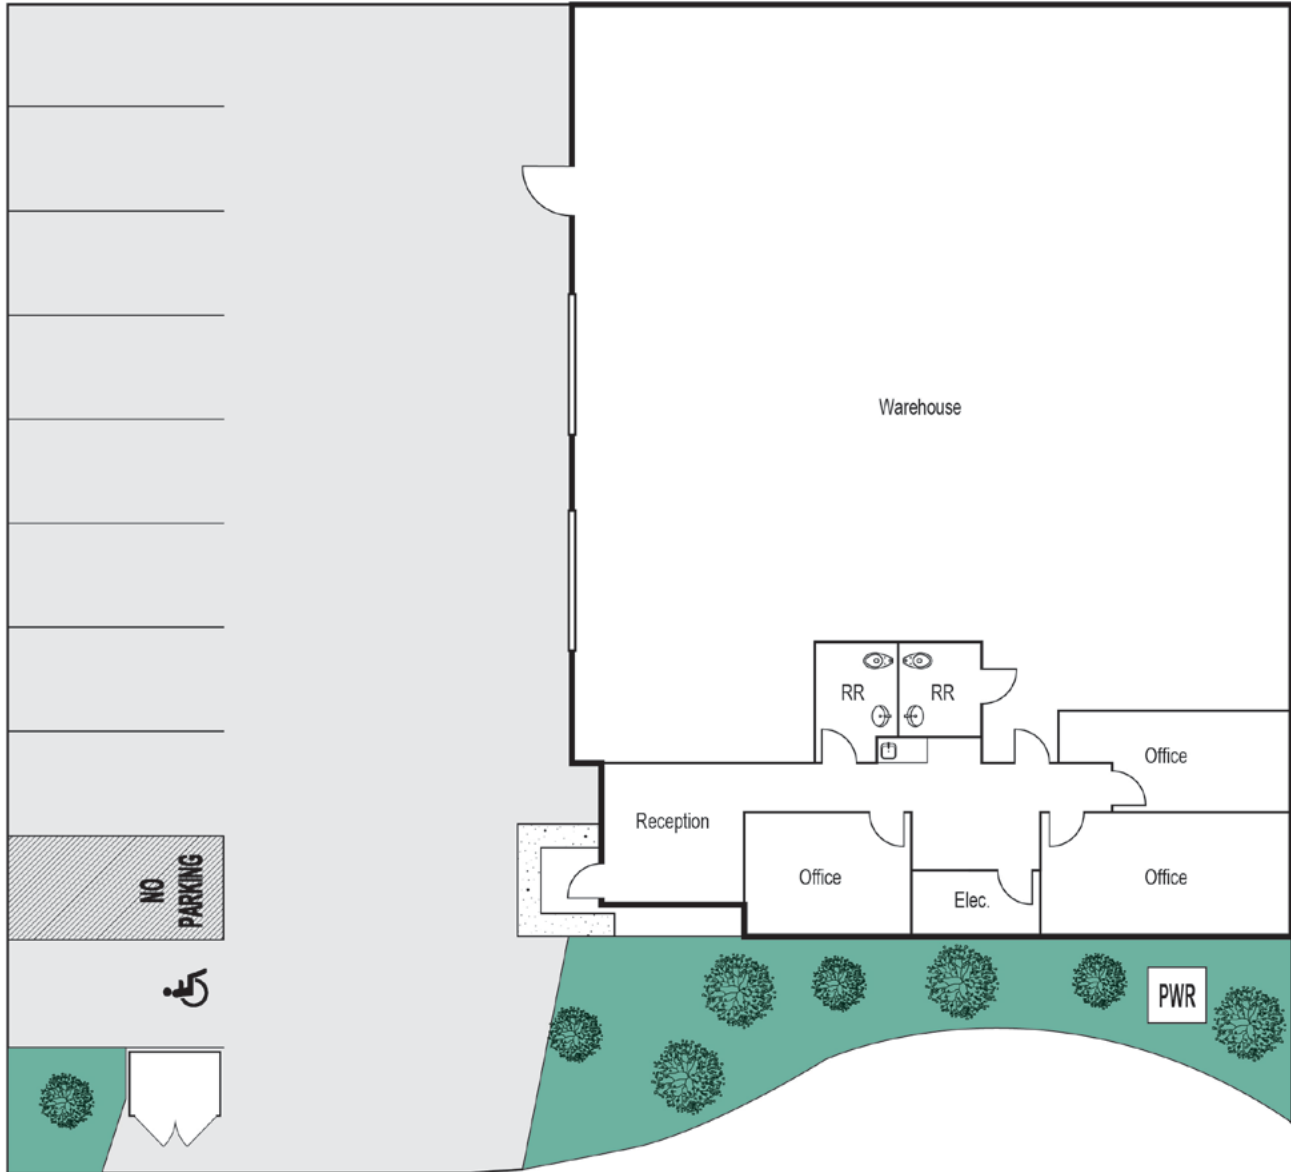 Warehouse
RR
RR
Office
Reception
Office
Elec.
Office
NO
PARKING
PWR